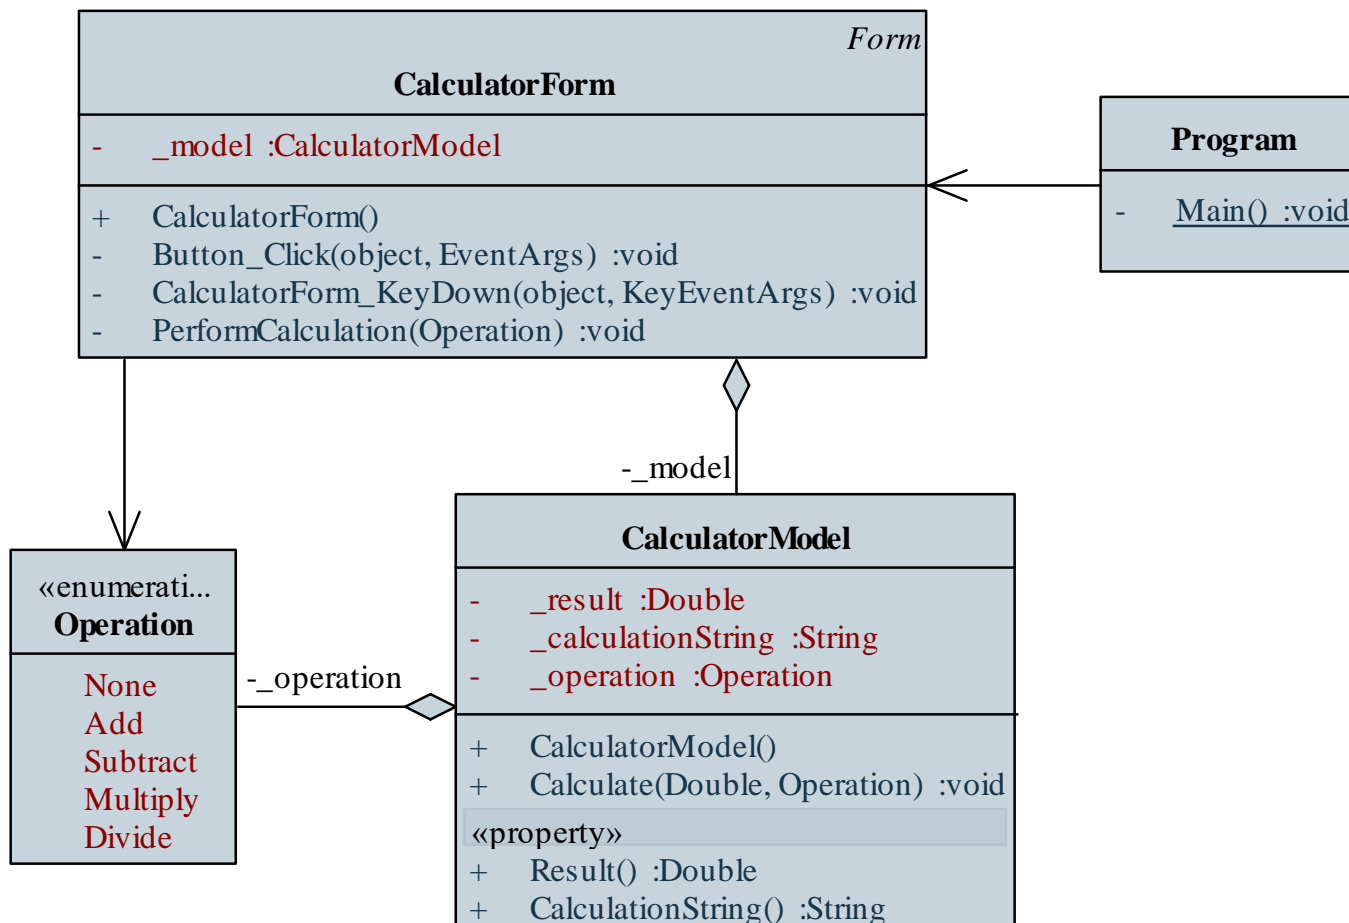 Form
CalculatorForm
- _model :CalculatorModel
+ CalculatorForm()
- Button_Click(object, EventArgs) :void
- CalculatorForm_KeyDown(object, KeyEventArgs) :void
- PerformCalculation(Operation) :void
Program
- Main() :void
-_model
«enumerati...
Operation
None
Add
Subtract
Multiply
Divide
-_operation
CalculatorModel
- _result :Double
- _calculationString :String
- _operation :Operation
+ CalculatorModel()
+ Calculate(Double, Operation) :void
«property»
+ Result() :Double
+ CalculationString() :String